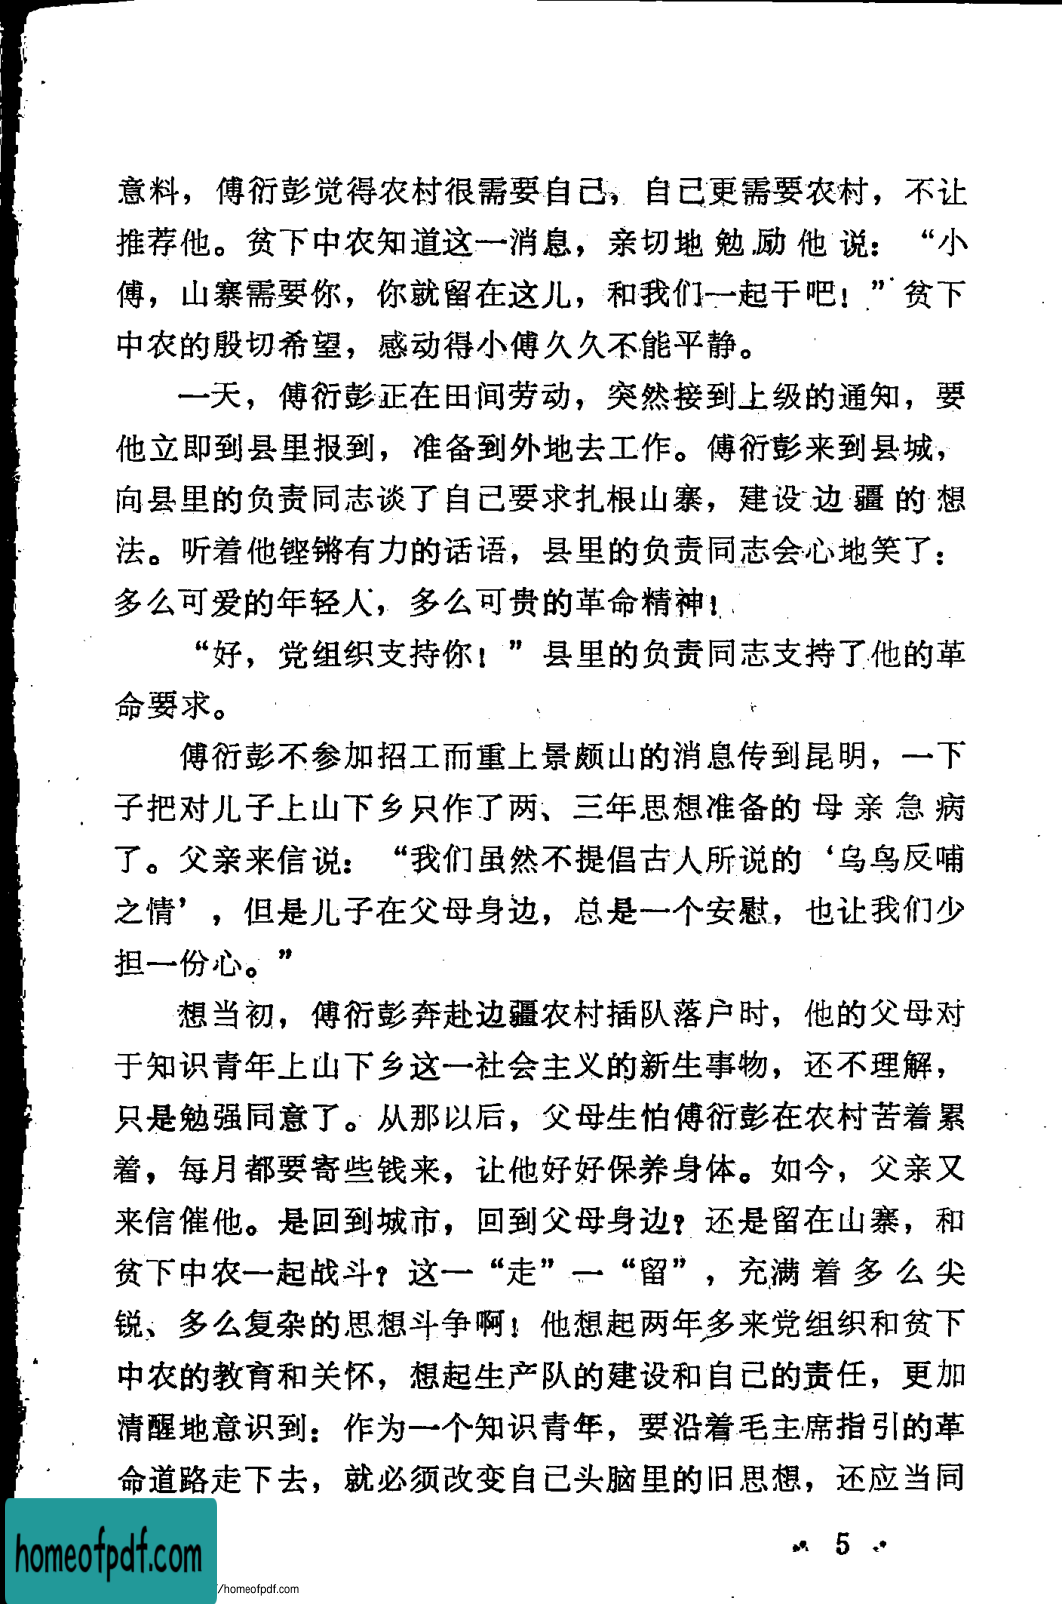 意料，傅衍彭觉得农村很需要自己，自己更需要农村，不让
推荐他。贫下中农知道这一消息，亲切地勉励他说：“小
傅，山寨需要你，你就留在这儿，和我们一起干吧！”贫下
中农的殷切希望，感动得小傅久久不能平静。
一天，傅衍彭正在田间劳动，突然接到上级的通知，要
他立即到县里报到，准备到外地去工作。傅衍彭来到县城，
向县里的负责同志谈了自己要求扎根山寨，建设边疆的想
法。听着他铿锵有力的话语，县里的负责同志会心地笑了：
多么可爱的年轻人，多么可贵的革命精神！
“好，党组织支持你！”县里的负责同志支持了他的革
命要求。
傅衍彭不参加招工而重上景颇山的消息传到昆明，一下
子把对儿子上山下乡只作了两、三年思想准备的母亲急病
了。父亲来信说：“我们虽然不提倡古人所说的‘乌鸟反哺
之情’，但是儿子在父母身边，总是一个安慰，也让我们少
担一份心。”
想当初，傅衍彭奔赴边疆农村插队落户时，他的父母对
于知识青年上山下乡这一社会主义的新生事物，还不理解，
只是勉强同意了。从那以后，父母生怕傅衍彭在农村苦着累
着，每月都要寄些钱来，让他好好保养身体。如今，父亲又
来信催他。是回到城市，回到父母身边？还是留在山寨，和
贫下中农一起战斗？这一“走”一“留”，充满着多么尖
锐、多么复杂的思想斗争啊！他想起两年多来党组织和贫下
中农的教育和关怀，想起生产队的建设和自己的责任，更加
清醒地意识到：作为一个知识青年，要沿着毛主席指引的革
命道路走下去，就必须改变自己头脑里的旧思想，还应当同
5
homeofpdf.com
/homeofpdf.com